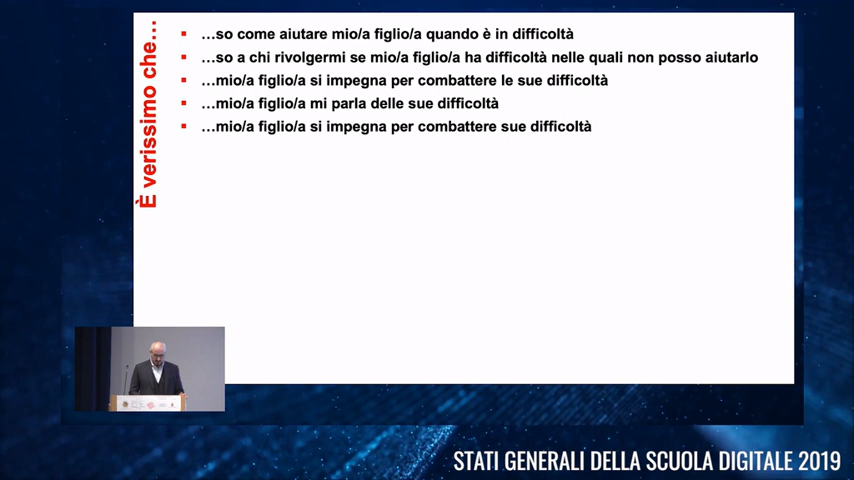 È verissimo che…
…so come aiutare mio/a figlio/a quando è in difficoltà
…so a chi rivolgermi se mio/a figlio/a ha difficoltà nelle quali non posso aiutarlo
…mio/a figlio/a si impegna per combattere le sue difficoltà
…mio/a figlio/a mi parla delle sue difficoltà
…mio/a figlio/a si impegna per combattere sue difficoltà
STATI GENERALI DELLA SCUOLA DIGITALE 2019